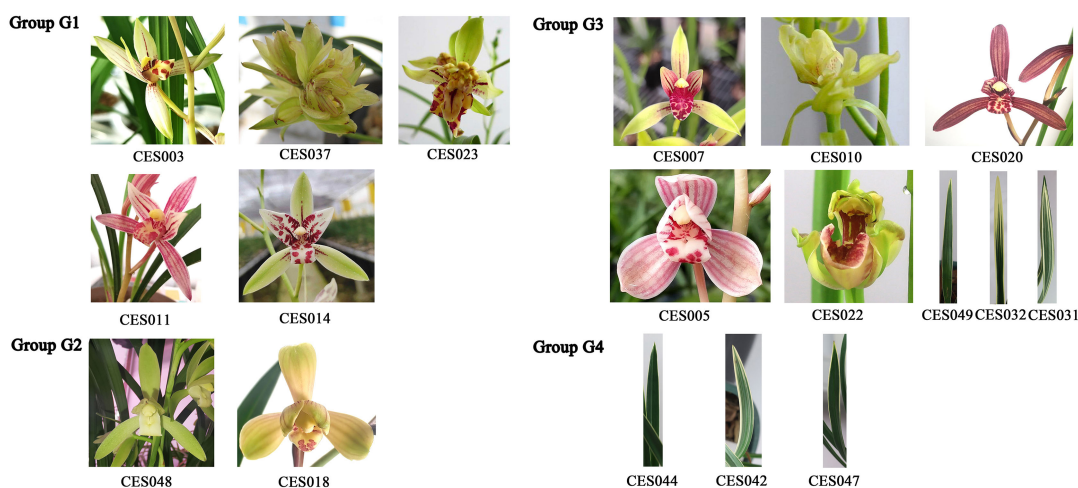 Group G1
CES003
CES037
CES023
CES011
CES014
Group G2
CES048
CES018
Group G3
CES007
CES010
CES020
CES005
CES022
CES049
CES032
CES031
Group G4
CES044
CES042
CES047